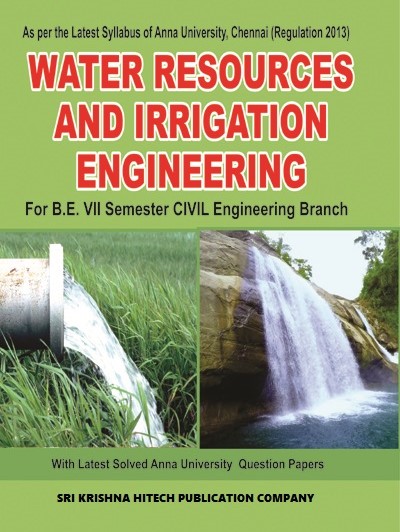 As per the Latest Syllabus of Anna University, Chennai (Regulation 2013)
WATER RESOURCES
AND IRRIGATION
ENGINEERING
For B.E. VII Semester CIVIL Engineering Branch
With Latest Solved Anna University Question Papers
SRI KRISHNA HITECH PUBLICATION COMPANY